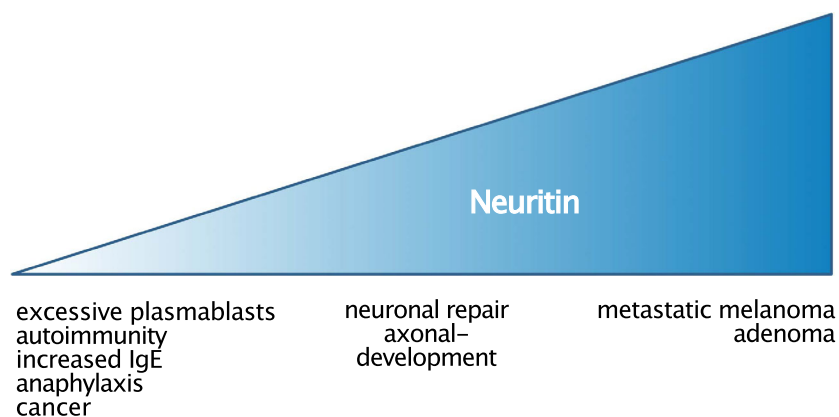 Neuritin
excessive plasmablasts
autoimmunity
increased IgE
anaphylaxis
cancer
neuronal repair
axonal–
development
metastatic melanoma
adenoma